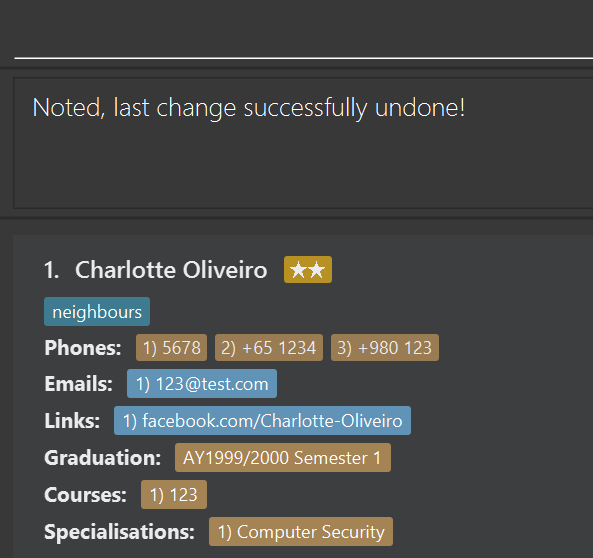 Noted, last change successfully undone!
1. Charlotte Oliveiro ★★
neighbours
Phones: 1) 5678 2) +65 1234 3) +980 123
Emails: 1) 123@test.com
Links: 1) facebook.com/Charlotte-Oliveiro
Graduation: AY1999/2000 Semester 1
Courses: 1) 123
Specialisations: 1) Computer Security